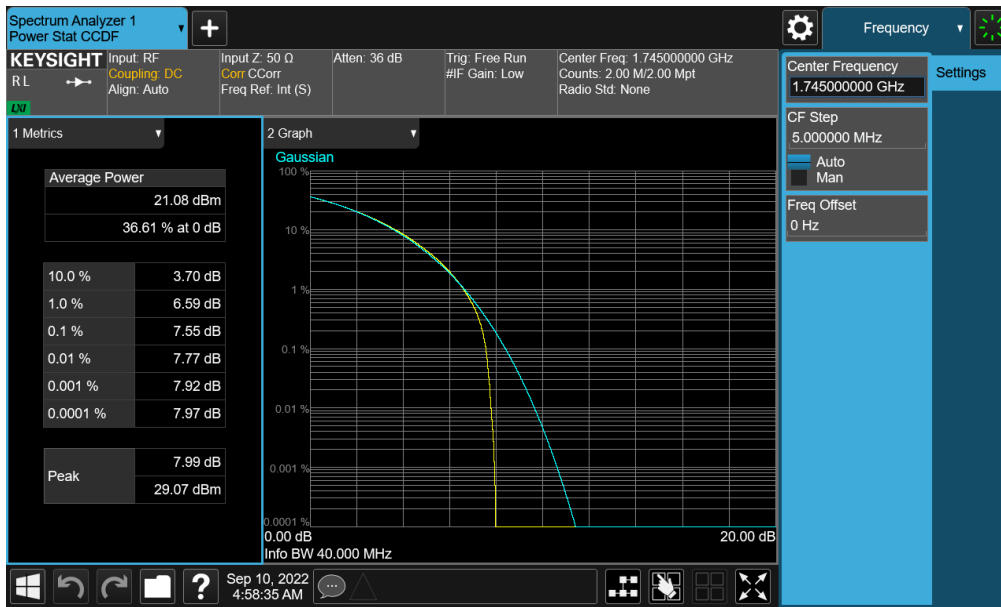 Spectrum Analyzer 1
Power Stat CCDF
+
Frequency
KEYSIGHT
R L
LXI
Input: RF
Coupling: DC
Align: Auto
Input Z: 50 Ω
Corr CCorr
Freq Ref: Int (S)
Atten: 36 dB
Trig: Free Run
#IF Gain: Low
Center Freq: 1.745000000 GHz
Counts: 2.00 M/2.00 Mpt
Radio Std: None
Center Frequency
1.745000000 GHz
Settings
CF Step
5.000000 MHz
Auto
Man
Freq Offset
0 Hz
1 Metrics
Average Power
21.08 dBm
36.61 % at 0 dB
10.0 % 3.70 dB
1.0 % 6.59 dB
0.1 % 7.55 dB
0.01 % 7.77 dB
0.001 % 7.92 dB
0.0001 % 7.97 dB
Peak 7.99 dB
29.07 dBm
2 Graph
Gaussian
100 %
10 %
1 %
0.1 %
0.01 %
0.001 %
0.0001 %
0.00 dB 20.00 dB
Info BW 40.000 MHz
?
Sep 10, 2022
4:58:35 AM